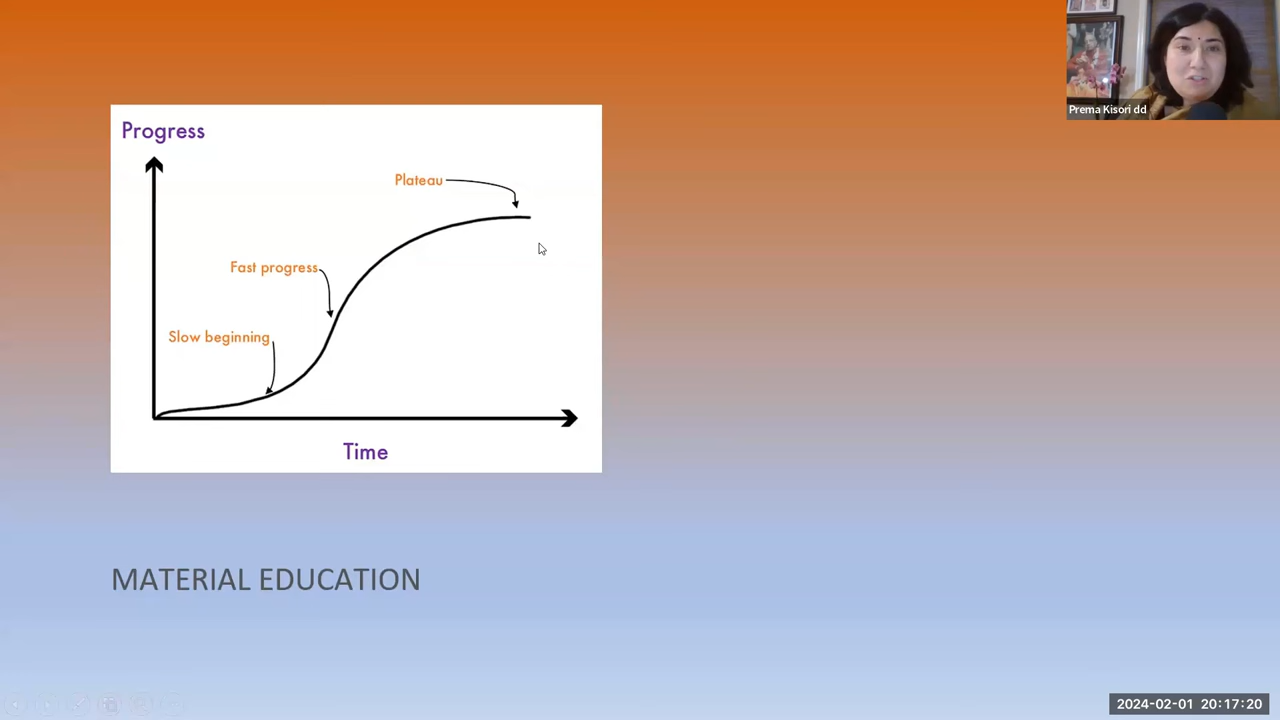 Prema Kisori dd
Progress
Plateau
Fast progress
Slow beginning
Time
MATERIAL EDUCATION
2024-02-01 20:17:20